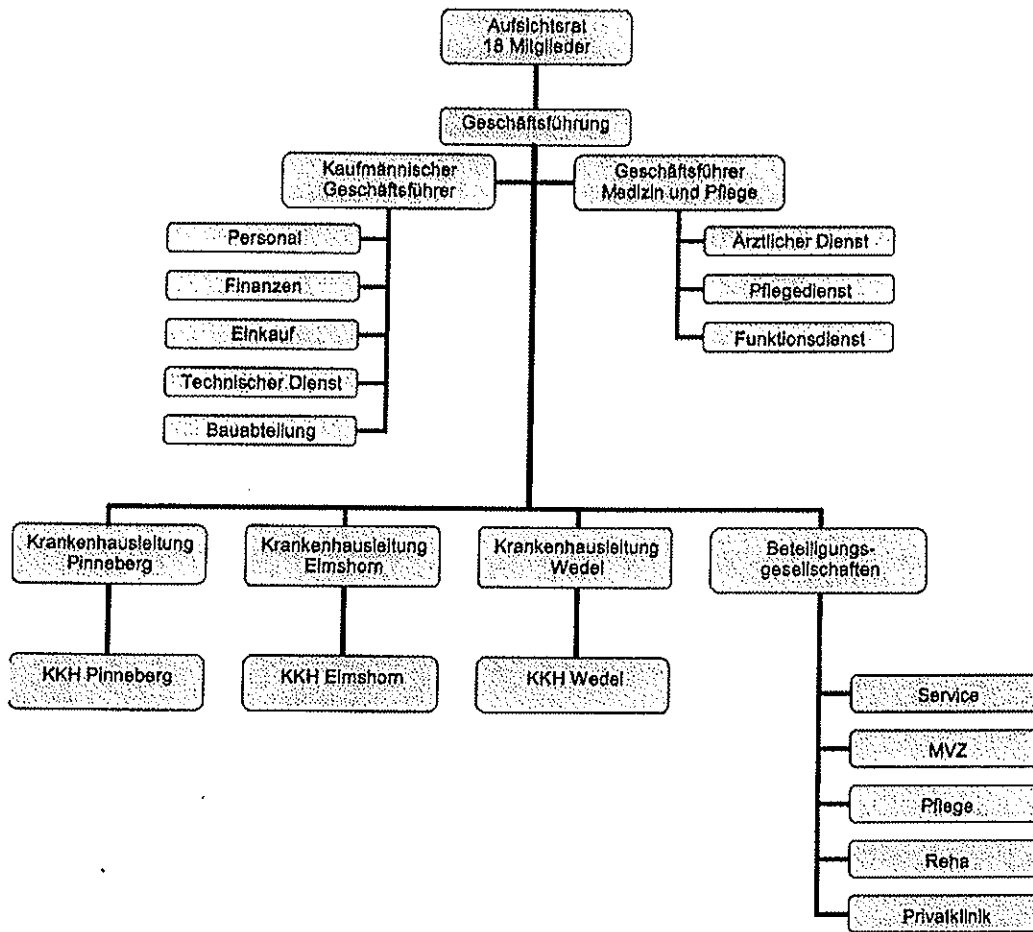 Aufsichtsrat
18 Mitglieder
Geschäftsführung
Kaufmännischer
Geschäftsführer
Geschäftsführer
Medizin und Pflege
Personal
Finanzen
Einkauf
Technischer Dienst
Bauabteilung
Ärztlicher Dienst
Pflegedienst
Funktionsdienst
Krankenhausleitung
Pinneberg
Krankenhausleitung
Elmshorn
Krankenhausleitung
Wedel
Beteiligungs-
gesellschaften
KKH Pinneberg
KKH Elmshorn
KKH Wedel
Service
MVZ
Pflege
Reha
Privatklinik